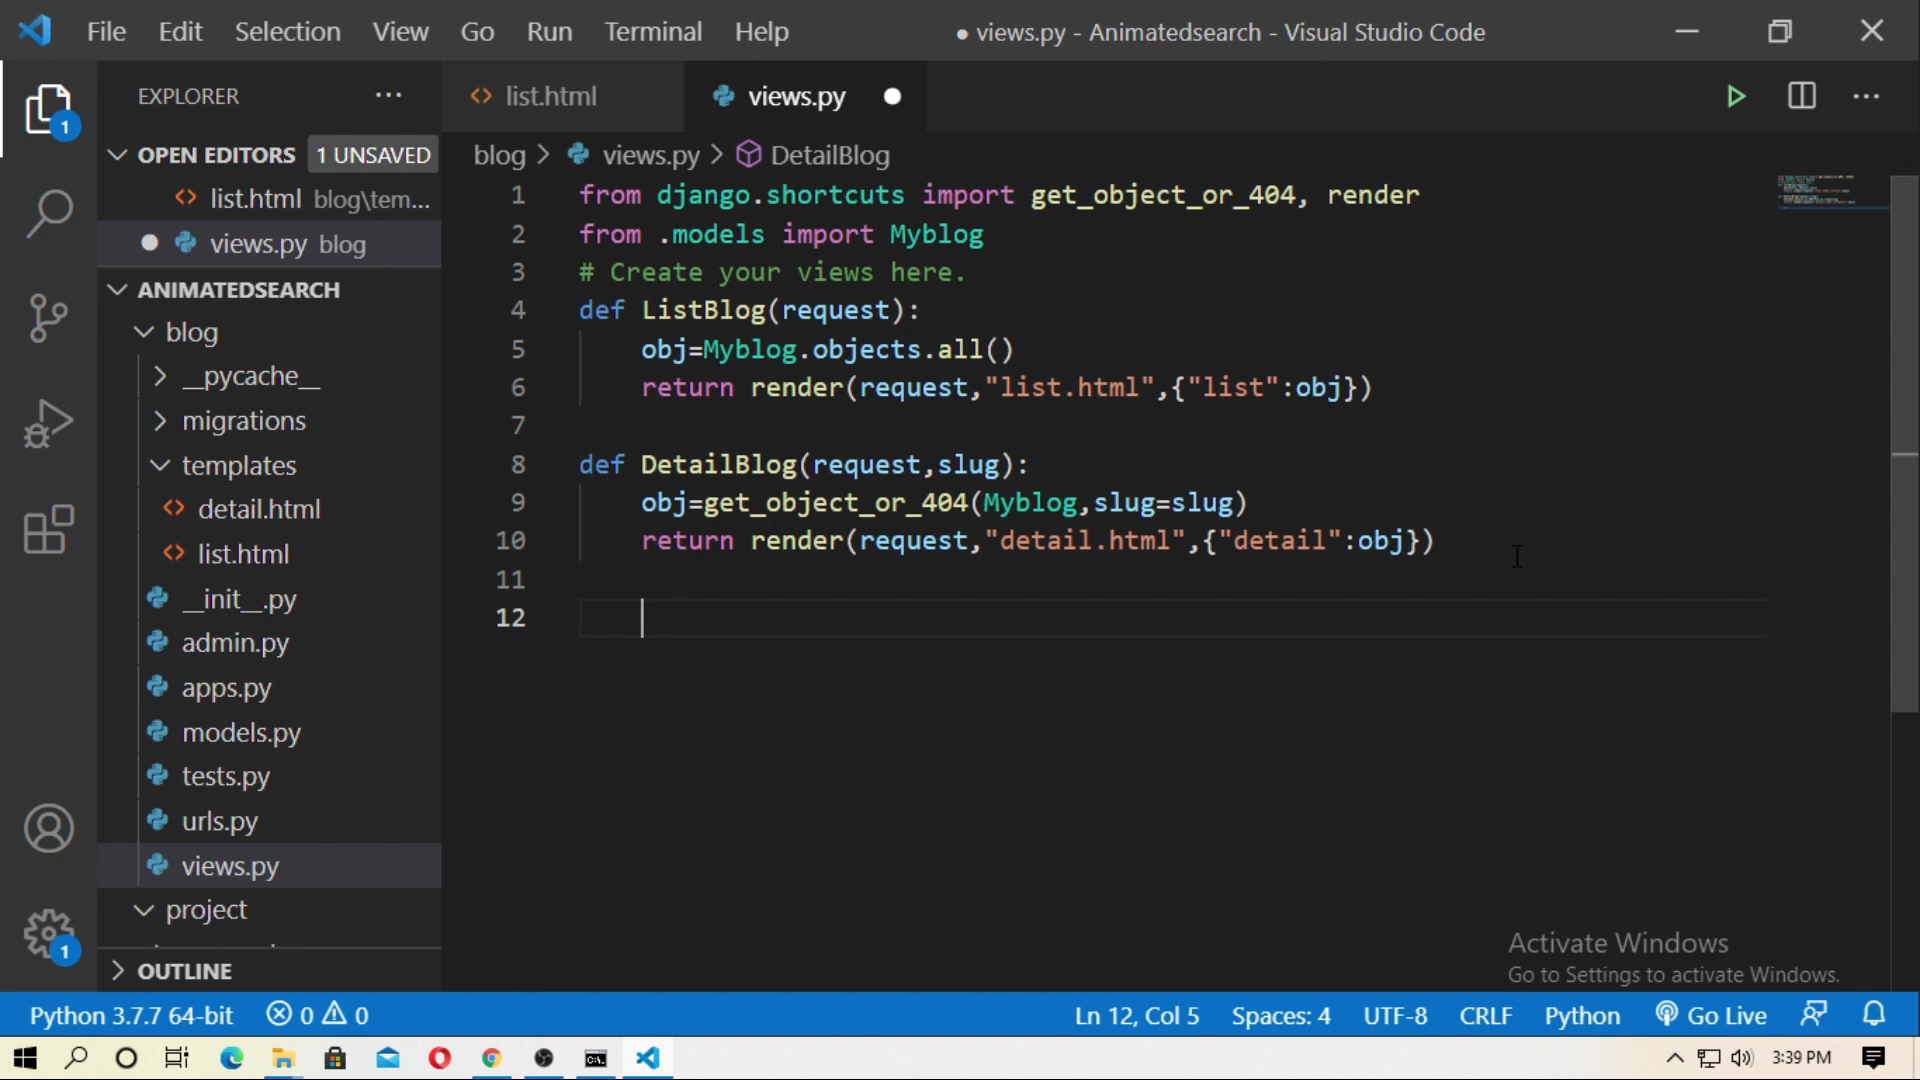 File Edit Selection View Go Run Terminal Help
● views.py - Animatedsearch - Visual Studio Code
EXPLORER ···
OPEN EDITORS 1 UNSAVED
list.html blog\tem...
views.py blog
ANIMATEDSEARCH
blog
__pycache__
migrations
templates
detail.html
list.html
__init__.py
admin.py
apps.py
models.py
tests.py
urls.py
views.py
project
OUTLINE
1
1
list.html
views.py
···
blog > views.py > DetailBlog
1 from django.shortcuts import get_object_or_404, render
2 from .models import Myblog
3 # Create your views here.
4 def ListBlog(request):
5 obj=Myblog.objects.all()
6 return render(request,"list.html",{"list":obj})
7
8 def DetailBlog(request,slug):
9 obj=get_object_or_404(Myblog,slug=slug)
10 return render(request,"detail.html",{"detail":obj})
11
12
Activate Windows
Go to Settings to activate Windows.
Python 3.7.7 64-bit 0 0 Ln 12, Col 5 Spaces: 4 UTF-8 CRLF Python Go Live
3:39 PM